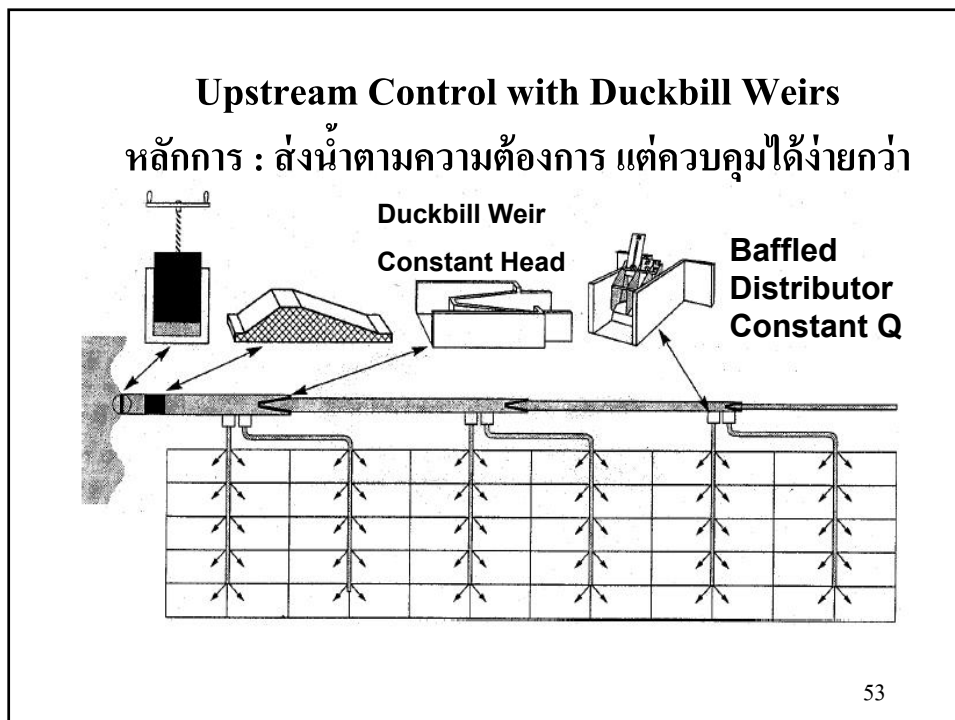 Upstream Control with Duckbill Weirs
หลักการ : ส่งน้ำตามความต้องการ แต่ควบคุมได้ง่ายกว่า
Duckbill Weir
Constant Head
Baffled
Distributor
Constant Q
53